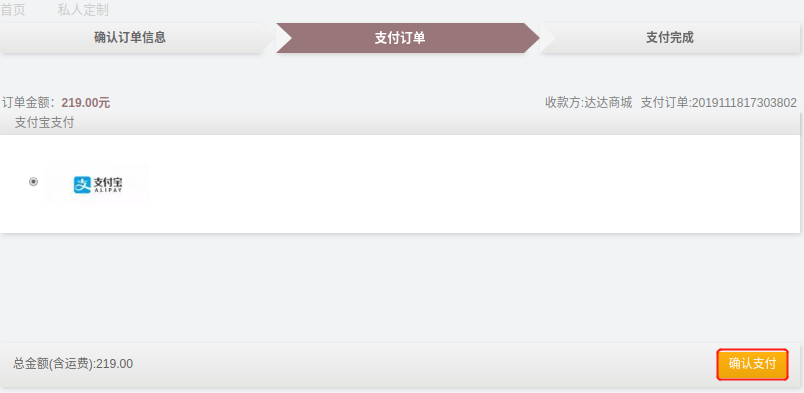 首页 私人定制
确认订单信息 支付订单 支付完成
订单金额：219.00元 收款方:达达商城 支付订单:2019111817303802
支付宝支付
支 支付宝
ALIPAY
总金额(含运费):219.00 确认支付